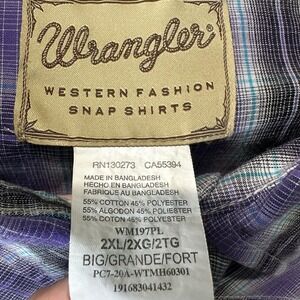 Wrangler
WESTERN FASHION
SNAP SHIRTS
RN130273 CA55394
MADE IN BANGLADESH
HECHO EN BANGLADESH
FABRIQUE AU BANGLADESH
55% COTTON 45% POLYESTER
55% ALGODON 45% POLIESTER
55% COTON 45% POLYESTER
WM197PL
2XL/2XG/2TG
BIG/GRANDE/FORT
PC7-20A-WTMH60301
191683041432